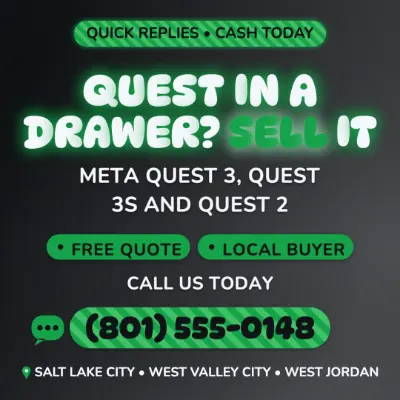 QUICK REPLIES • CASH TODAY
QUEST IN A
DRAWER? SELL IT
META QUEST 3, QUEST
3S AND QUEST 2
• FREE QUOTE • LOCAL BUYER
CALL US TODAY
(801) 555-0148
SALT LAKE CITY • WEST VALLEY CITY • WEST JORDAN